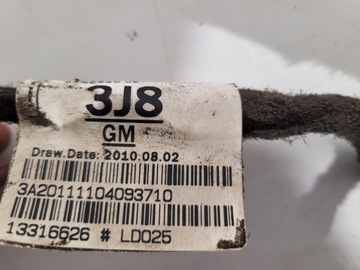 3J8
GM
Draw.Date: 2010.08.02
3A20111104093710
13316626 # LD025